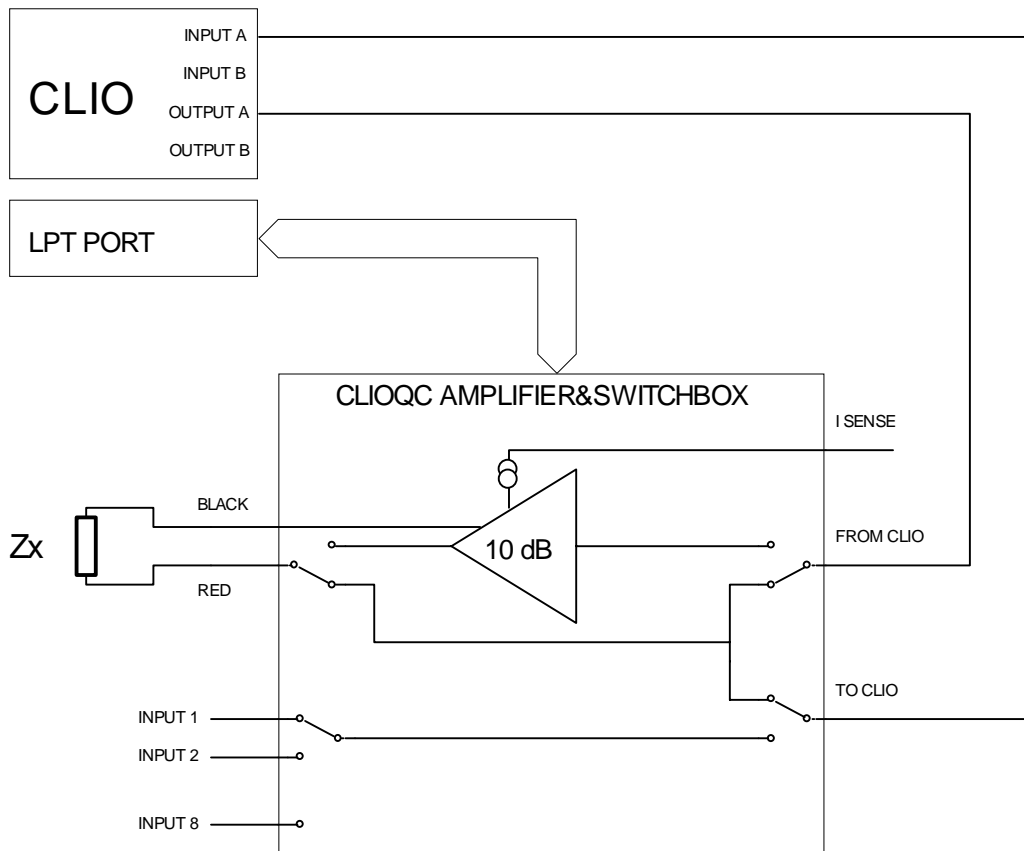 INPUT A
INPUT B
CLIO
OUTPUT A
OUTPUT B
LPT PORT
CLIOQC AMPLIFIER&SWITCHBOX
I SENSE
BLACK
FROM CLIO
Zx
10 dB
RED
TO CLIO
INPUT 1
INPUT 2
INPUT 8